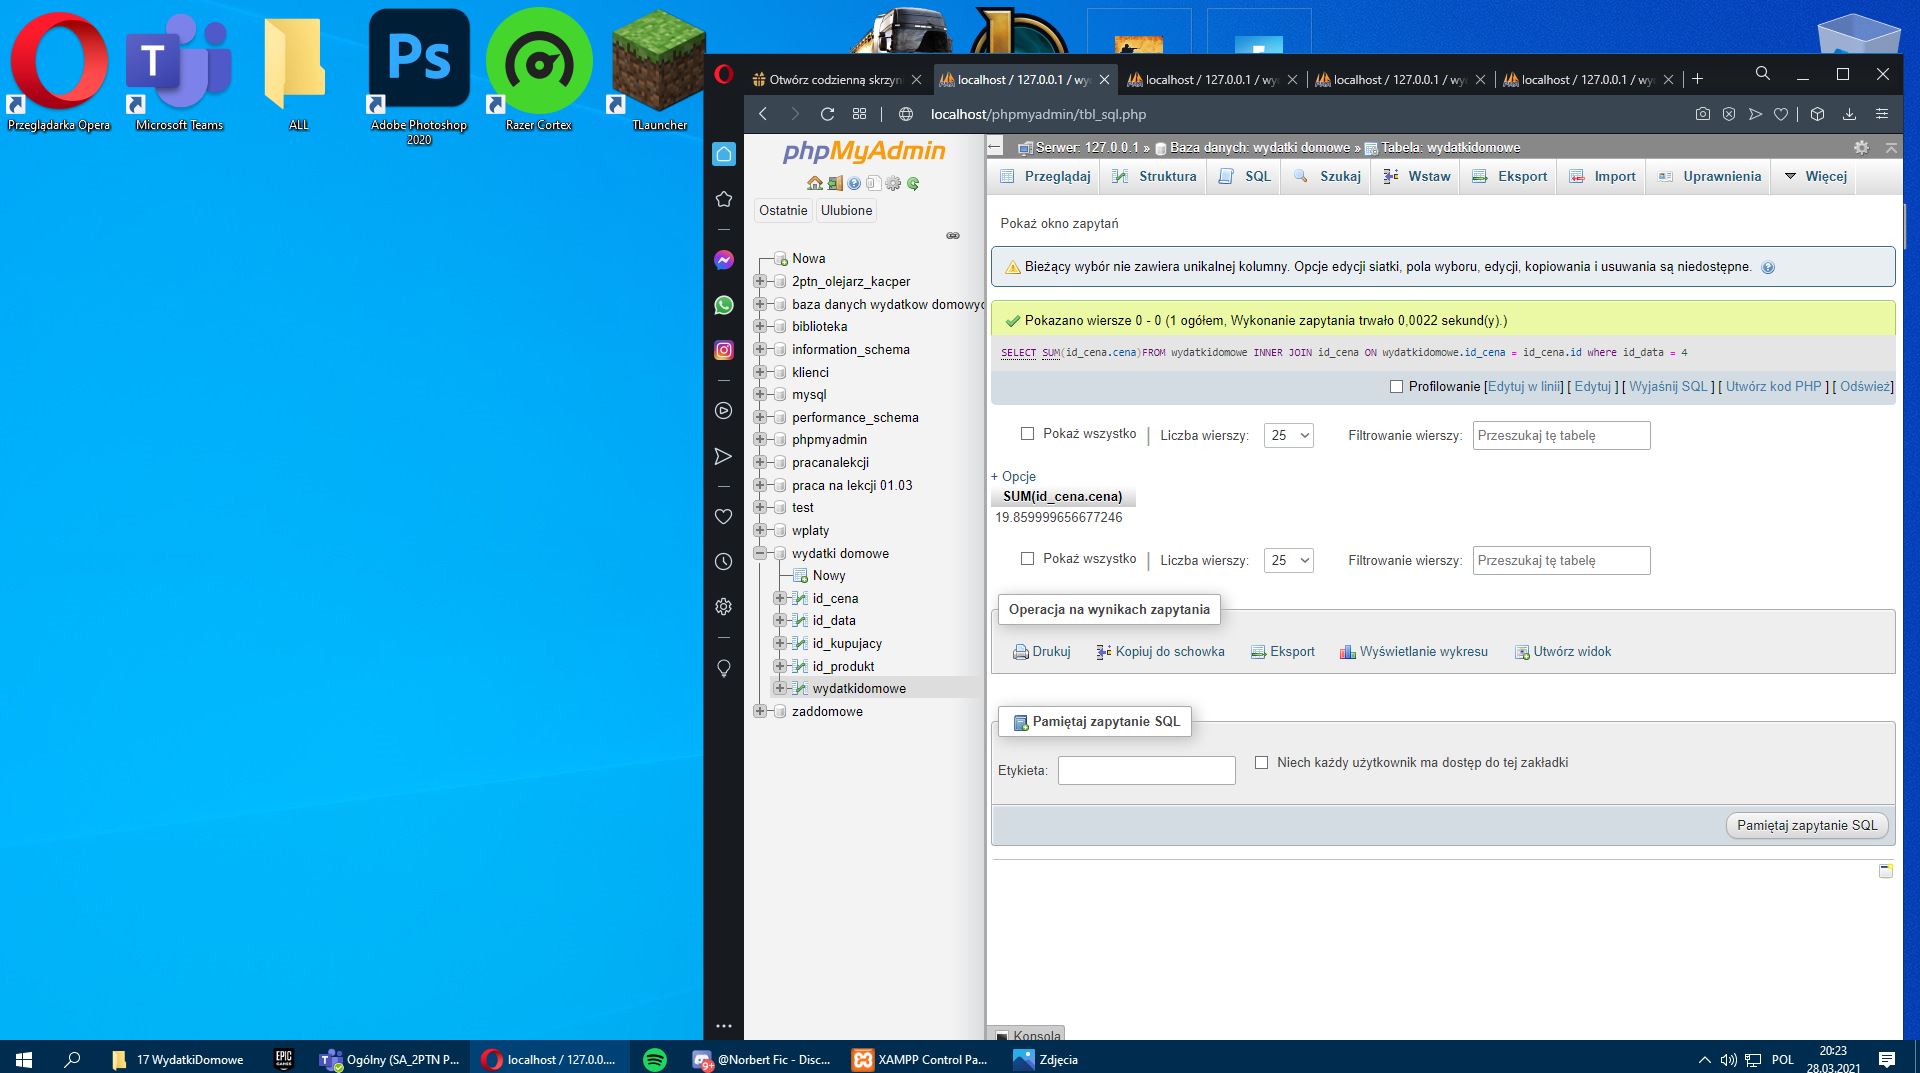 Przeglądarka Opera
Microsoft Teams
ALL
Ps
Adobe Photoshop 2020
Razer Cortex
TLauncher
Otwórz codzienną skrzyn
localhost / 127.0.0.1 / wy
localhost / 127.0.0.1 / wy
localhost / 127.0.0.1 / wy
localhost / 127.0.0.1 / wy
localhost/phpmyadmin/tbl_sql.php
phpMyAdmin
Ostatnie Ulubione
Nowa
2ptn_olejarz_kacper
baza danych wydatkow domowyc
biblioteka
information_schema
klienci
mysql
performance_schema
phpmyadmin
pracanalekcji
praca na lekcji 01.03
test
wplaty
wydatki domowe
Nowy
id_cena
id_data
id_kupujacy
id_produkt
wydatkidomowe
zaddomowe
Serwer: 127.0.0.1 » Baza danych: wydatki domowe » Tabela: wydatkidomowe
Przeglądaj Struktura SQL Szukaj Wstaw Eksport Import Uprawnienia Więcej
Pokaż okno zapytań
Bieżący wybór nie zawiera unikalnej kolumny. Opcje edycji siatki, pola wyboru, edycji, kopiowania i usuwania są niedostępne.
Pokazano wiersze 0 - 0 (1 ogółem, Wykonanie zapytania trwało 0,0022 sekund(y).)
SELECT SUM(id_cena.cena)FROM wydatkidomowe INNER JOIN id_cena ON wydatkidomowe.id_cena = id_cena.id where id_data = 4
Profilowanie [Edytuj w linii] [ Edytuj ] [ Wyjaśnij SQL ] [ Utwórz kod PHP ] [ Odśwież]
Pokaż wszystko | Liczba wierszy: 25 Filtrowanie wierszy: Przeszukaj tę tabelę
+ Opcje
SUM(id_cena.cena)
19.859999656677246
Pokaż wszystko | Liczba wierszy: 25 Filtrowanie wierszy: Przeszukaj tę tabelę
Operacja na wynikach zapytania
Drukuj Kopiuj do schowka Eksport Wyświetlanie wykresu Utwórz widok
Pamiętaj zapytanie SQL
Etykieta: Niech każdy użytkownik ma dostęp do tej zakładki
Pamiętaj zapytanie SQL
Konsola
17 WydatkiDomowe
EPIC GAMES
Ogólny (SA_2PTN P...
localhost / 127.0.0....
9+
@Norbert Fic - Disc...
XAMPP Control Pa...
Zdjęcia
POL
20:23
28.03.2021